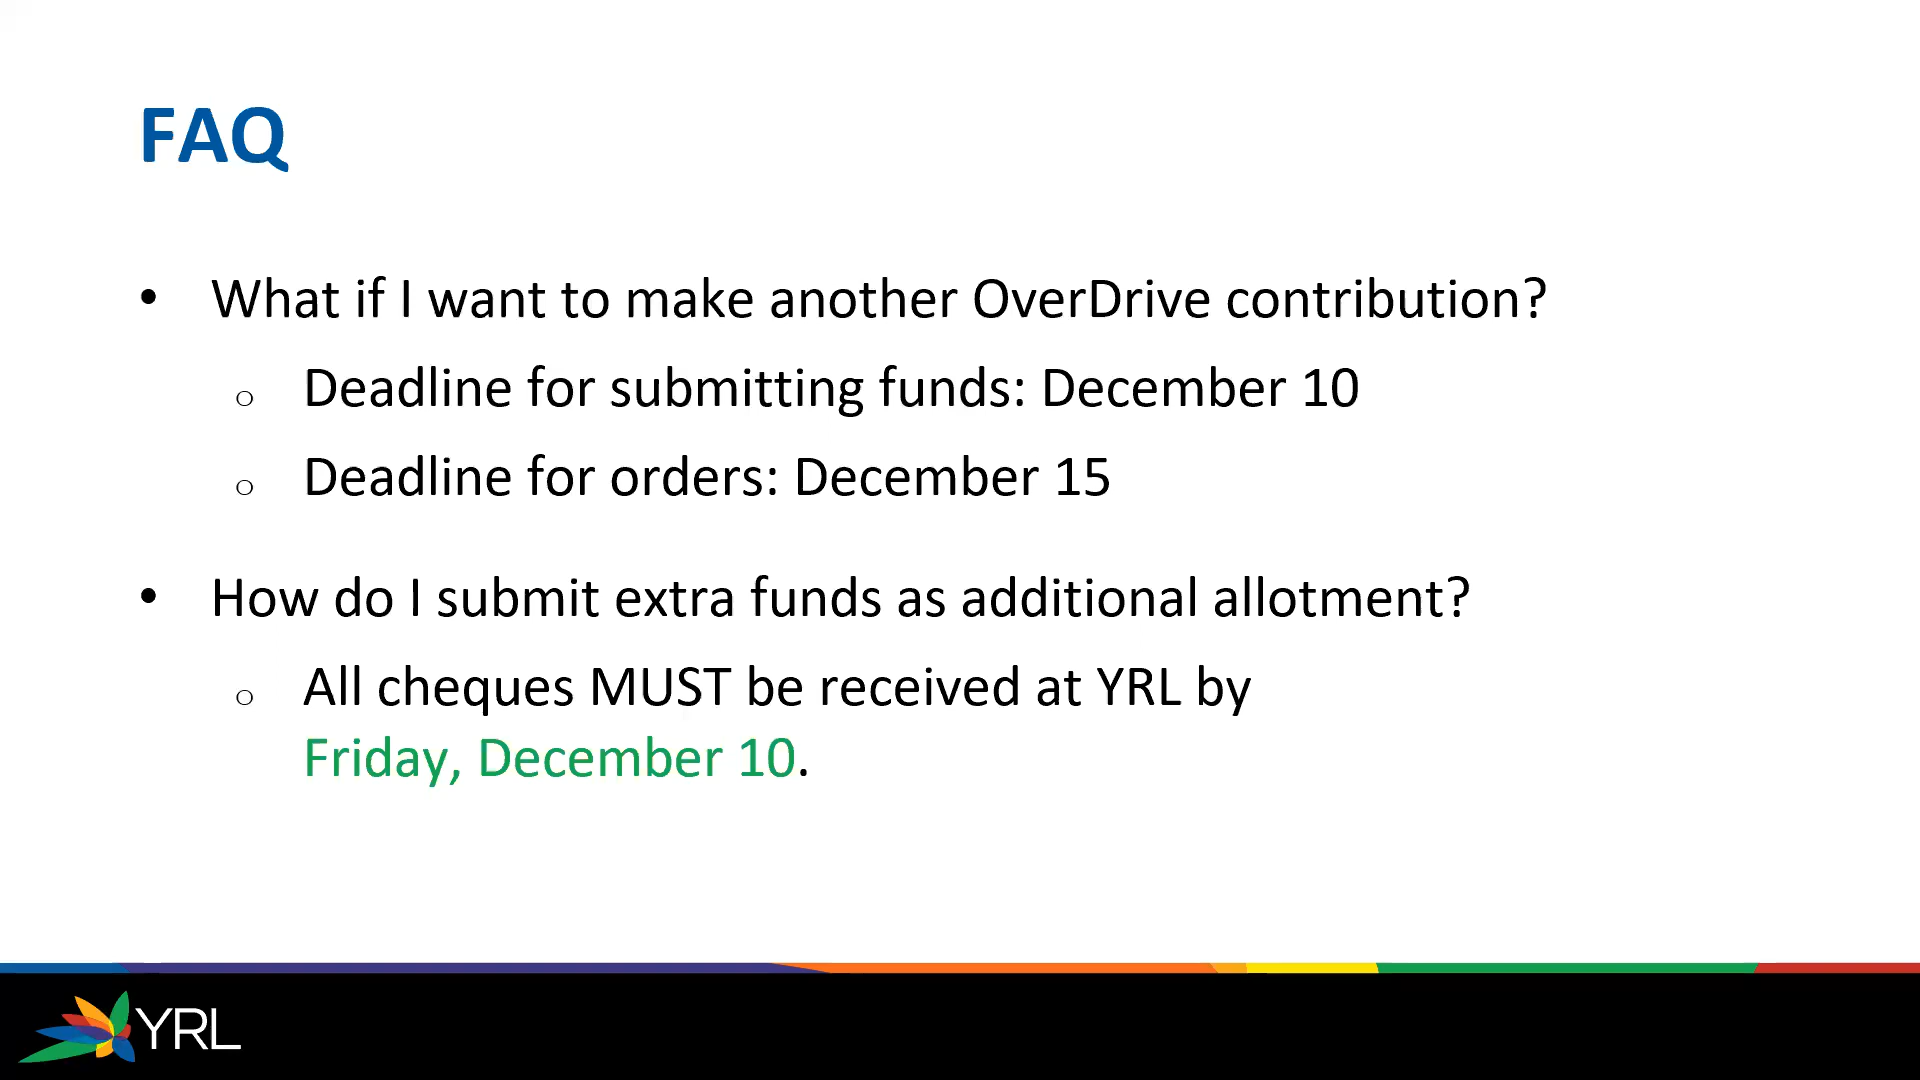 FAQ
• What if I want to make another OverDrive contribution?
o Deadline for submitting funds: December 10
o Deadline for orders: December 15
• How do I submit extra funds as additional allotment?
o All cheques MUST be received at YRL by
Friday, December 10.
YRL